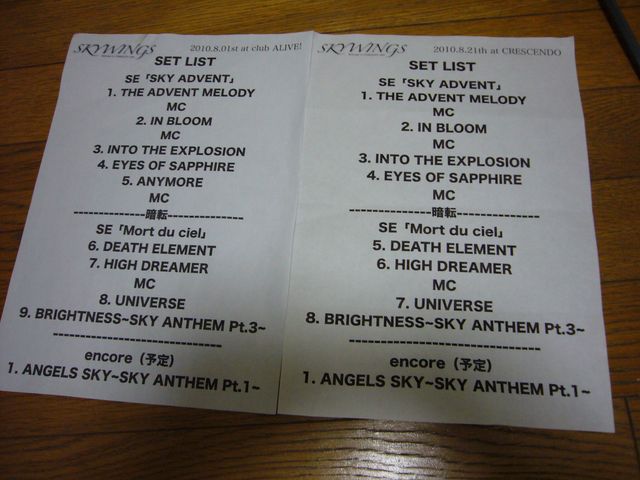 SKYWINGS
2010.8.01st at club ALIVE!
SET LIST
SE「SKY ADVENT」
1. THE ADVENT MELODY
MC
2. IN BLOOM
MC
3. INTO THE EXPLOSION
4. EYES OF SAPPHIRE
5. ANYMORE
MC
---------------暗転----------------
SE「Mort du ciel」
6. DEATH ELEMENT
7. HIGH DREAMER
MC
8. UNIVERSE
9. BRIGHTNESS~SKY ANTHEM Pt.3~
-------------------------------
encore（予定）
1. ANGELS SKY~SKY ANTHEM Pt.1~
SKYWINGS
2010.8.21th at CRESCENDO
SET LIST
SE「SKY ADVENT」
1. THE ADVENT MELODY
MC
2. IN BLOOM
MC
3. INTO THE EXPLOSION
4. EYES OF SAPPHIRE
MC
----------------暗転----------------
SE「Mort du ciel」
5. DEATH ELEMENT
6. HIGH DREAMER
MC
7. UNIVERSE
8. BRIGHTNESS~SKY ANTHEM Pt.3~
-----------------------------------
encore（予定）
1. ANGELS SKY~SKY ANTHEM Pt.1~